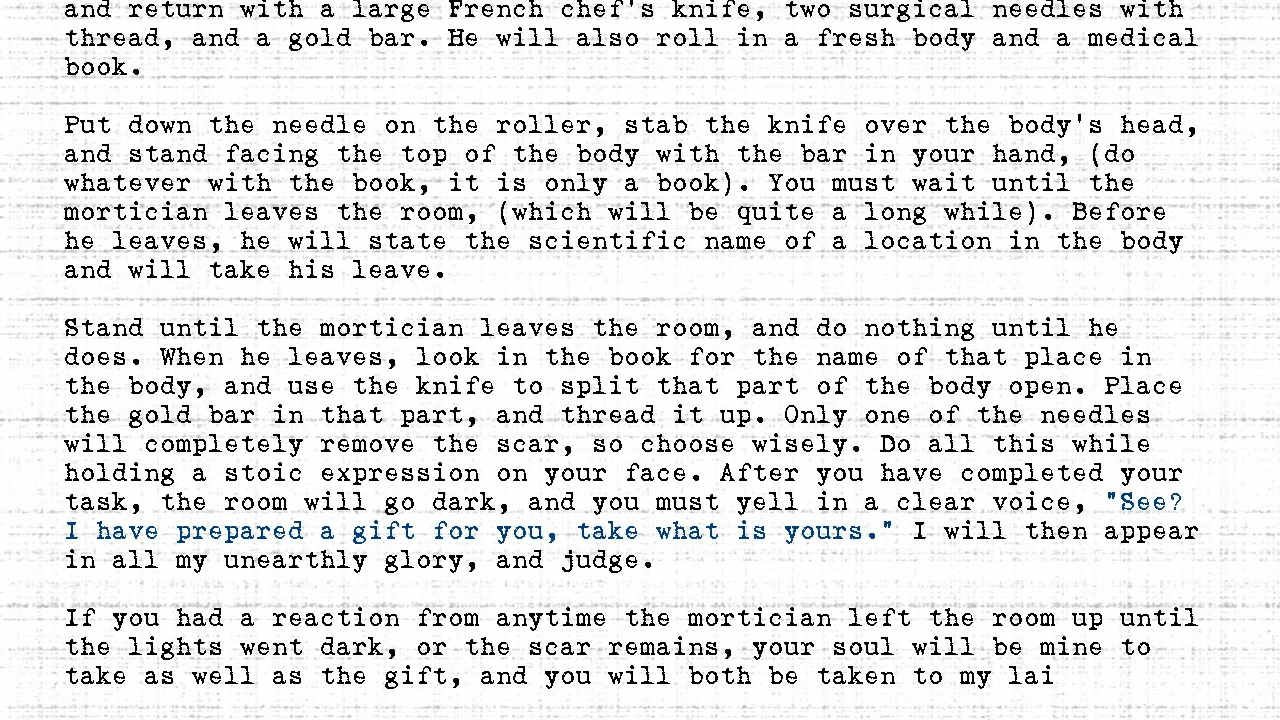 and return with a large French chef's knife, two surgical needles with
thread, and a gold bar. He will also roll in a fresh body and a medical
book.
Put down the needle on the roller, stab the knife over the body's head,
and stand facing the top of the body with the bar in your hand, (do
whatever with the book, it is only a book). You must wait until the
mortician leaves the room, (which will be quite a long while). Before
he leaves, he will state the scientific name of a location in the body
and will take his leave.
Stand until the mortician leaves the room, and do nothing until he
does. When he leaves, look in the book for the name of that place in
the body, and use the knife to split that part of the body open. Place
the gold bar in that part, and thread it up. Only one of the needles
will completely remove the scar, so choose wisely. Do all this while
holding a stoic expression on your face. After you have completed your
task, the room will go dark, and you must yell in a clear voice, "See?
I have prepared a gift for you, take what is yours." I will then appear
in all my unearthly glory, and judge.
If you had a reaction from anytime the mortician left the room up until
the lights went dark, or the scar remains, your soul will be mine to
take as well as the gift, and you will both be taken to my lai